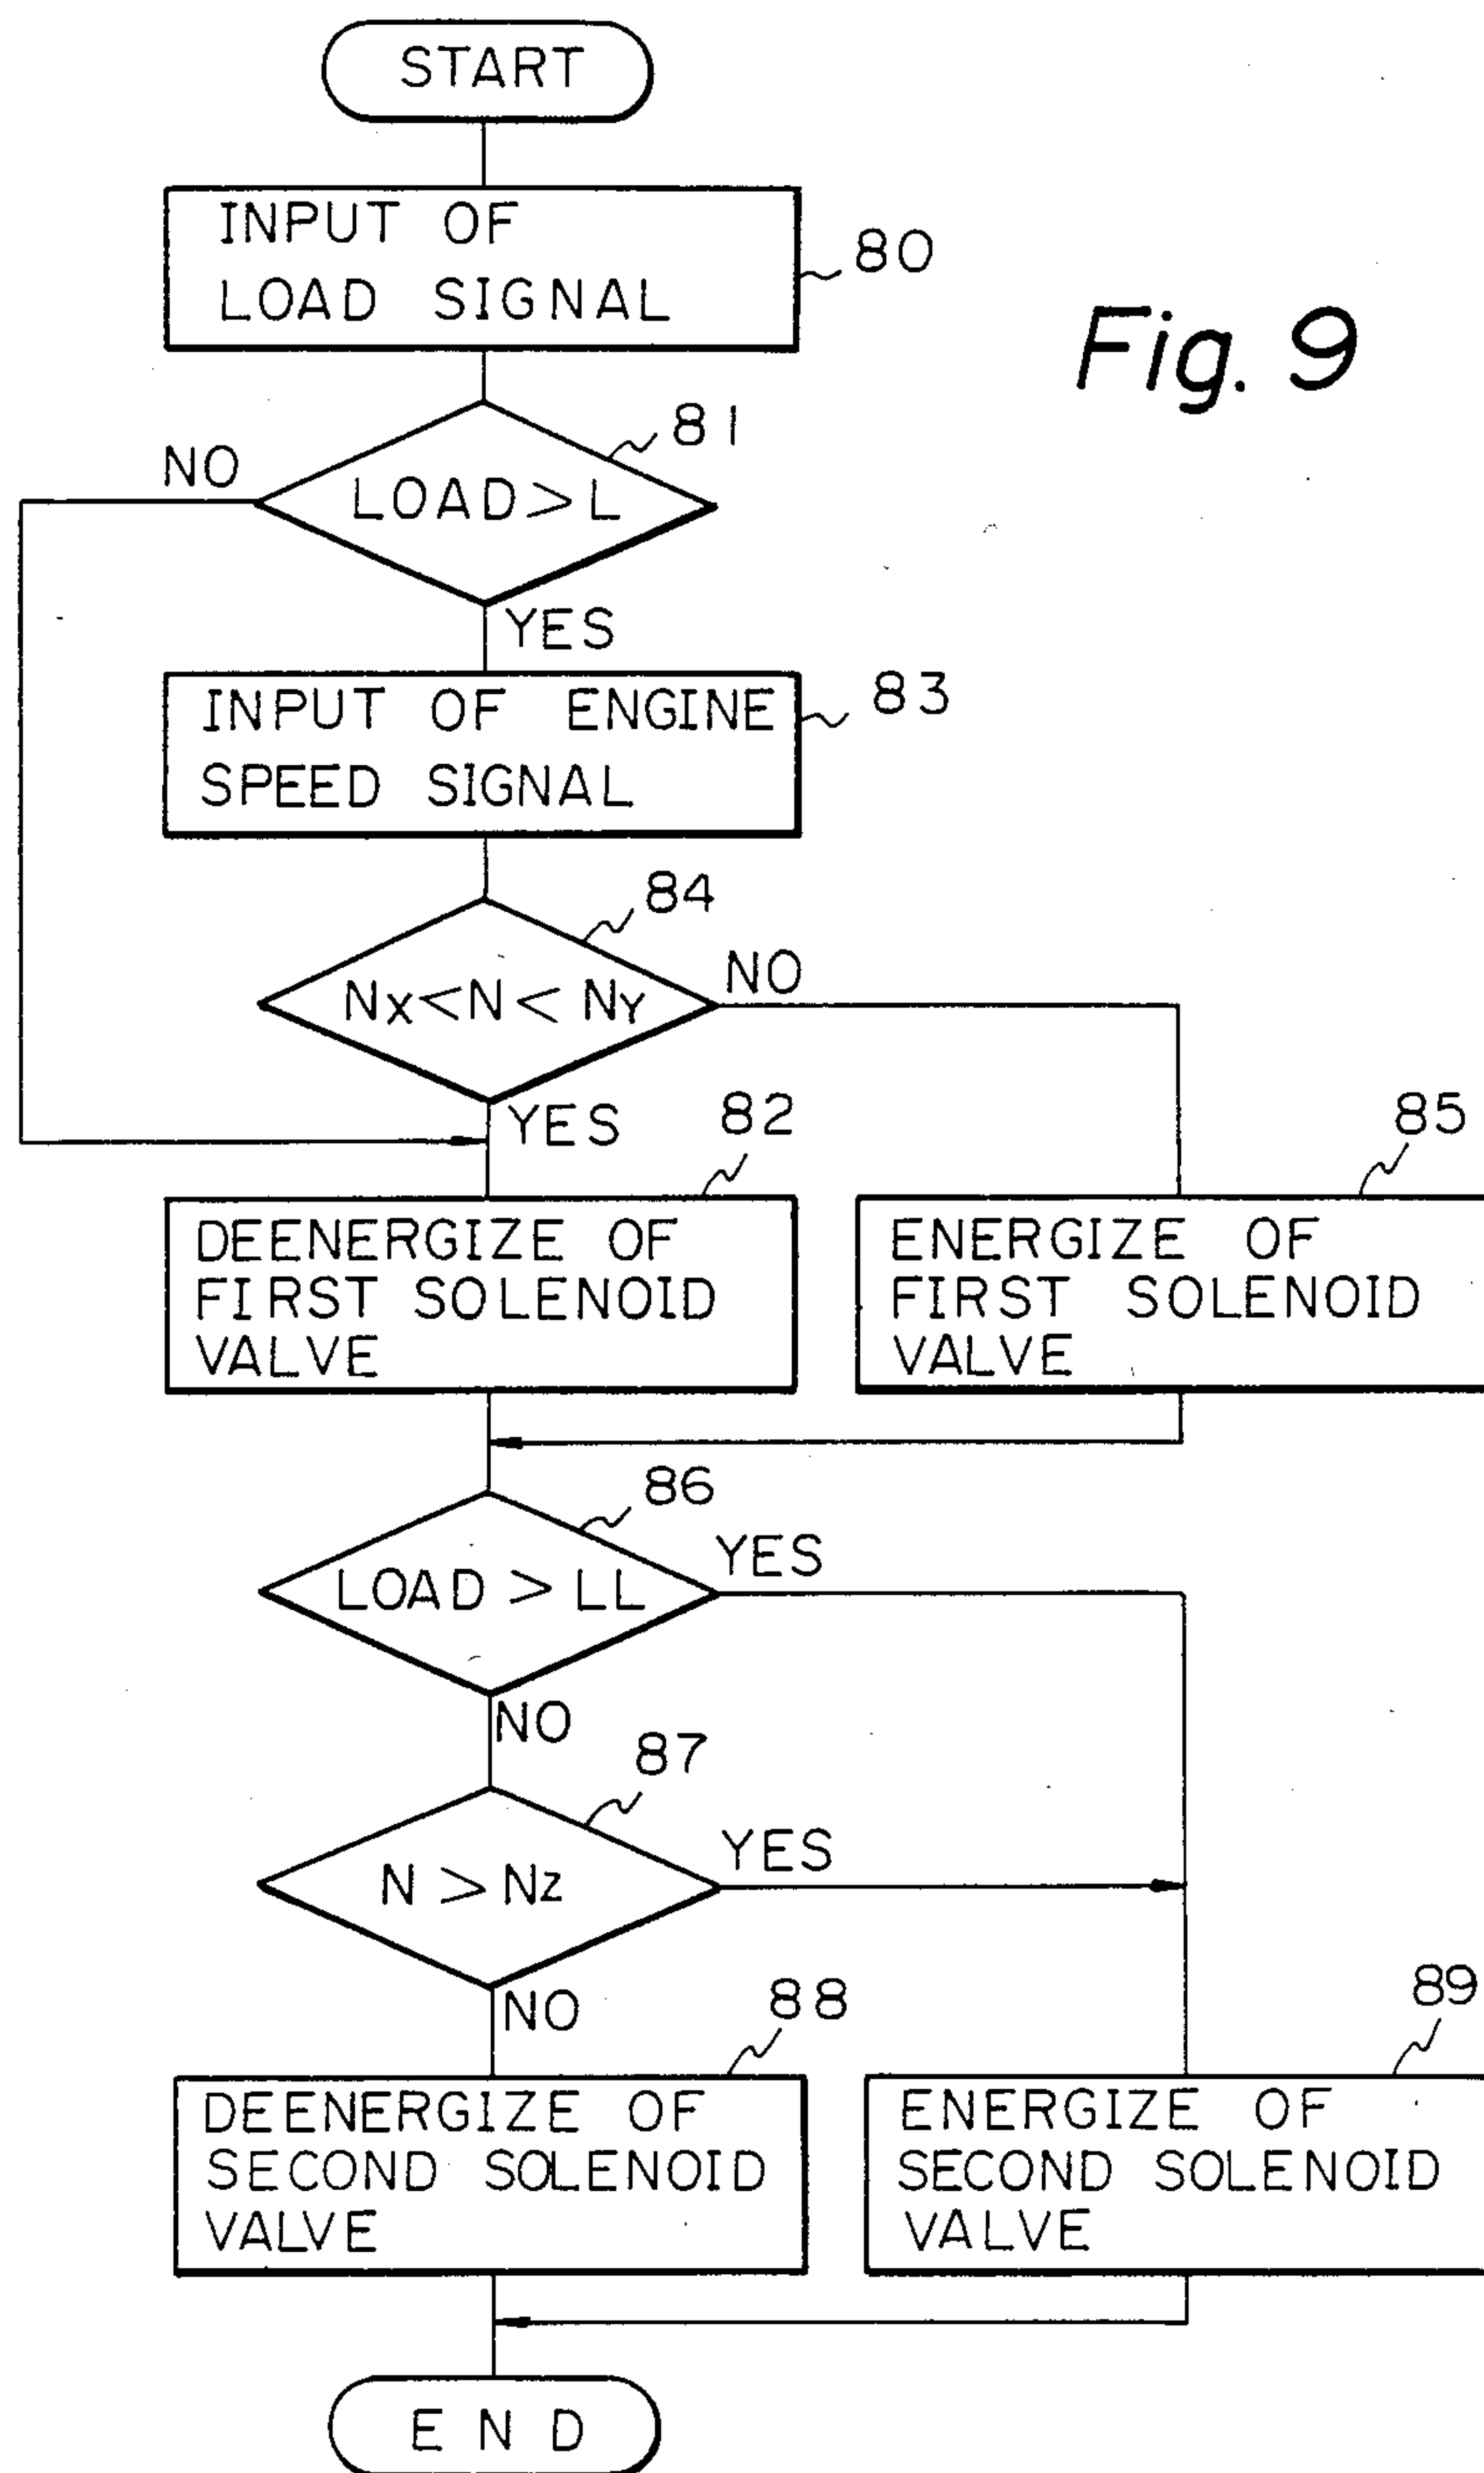 START
INPUT OF
LOAD SIGNAL
80
Fig. 9
81
NO
LOAD > L
YES
INPUT OF ENGINE
SPEED SIGNAL
83
84
NX < N < NY
NO
YES
82
85
DEENERGIZE OF
FIRST SOLENOID
VALVE
ENERGIZE OF
FIRST SOLENOID
VALVE
86
LOAD > LL
YES
NO
87
N > NZ
YES
NO
88
89
DEENERGIZE OF
SECOND SOLENOID
VALVE
ENERGIZE OF
SECOND SOLENOID
VALVE
END